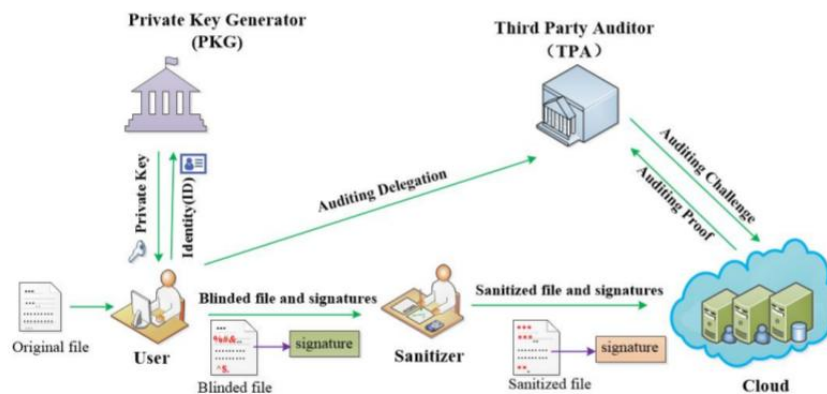 Private Key Generator
(PKG)
Third Party Auditor
(TPA)
Private Key
Identity(ID)
Auditing Delegation
Auditing Challenge
Auditing Proof
Original file
User
Blinded file and signatures
%#&..
^$.
signature
Blinded file
Sanitizer
Sanitized file and signatures
***
***
**.
signature
Sanitized file
Cloud